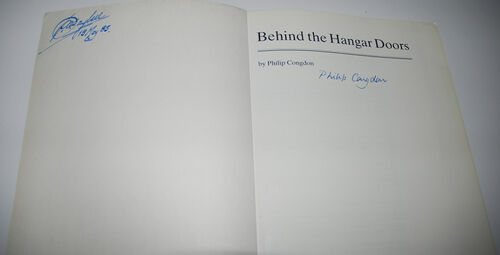 Behind the Hangar Doors
by Philip Congdon
Philip Congdon